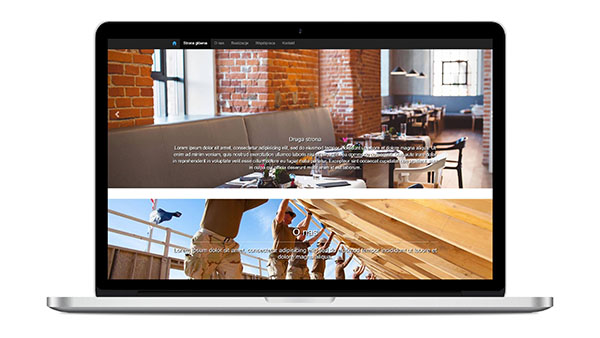 Strona główna O nas Realizacje Współpraca Kontakt
Druga strona
Lorem ipsum dolor sit amet, consectetur adipisicing elit, sed do eiusmod tempor incididunt ut labore et dolore magna aliqua. Ut
enim ad minim veniam, quis nostrud exercitation ullamco laboris nisi ut aliquip ex ea commodo consequat. Duis aute irure dolor
in reprehenderit in voluptate velit esse cillum dolore eu fugiat nulla pariatur. Excepteur sint occaecat cupidatat non proident, sunt
in culpa qui officia deserunt mollit anim id est laborum.
O nas
Lorem ipsum dolor sit amet, consectetur adipisicing elit, sed do eiusmod tempor incididunt ut labore et
dolore magna aliqua.